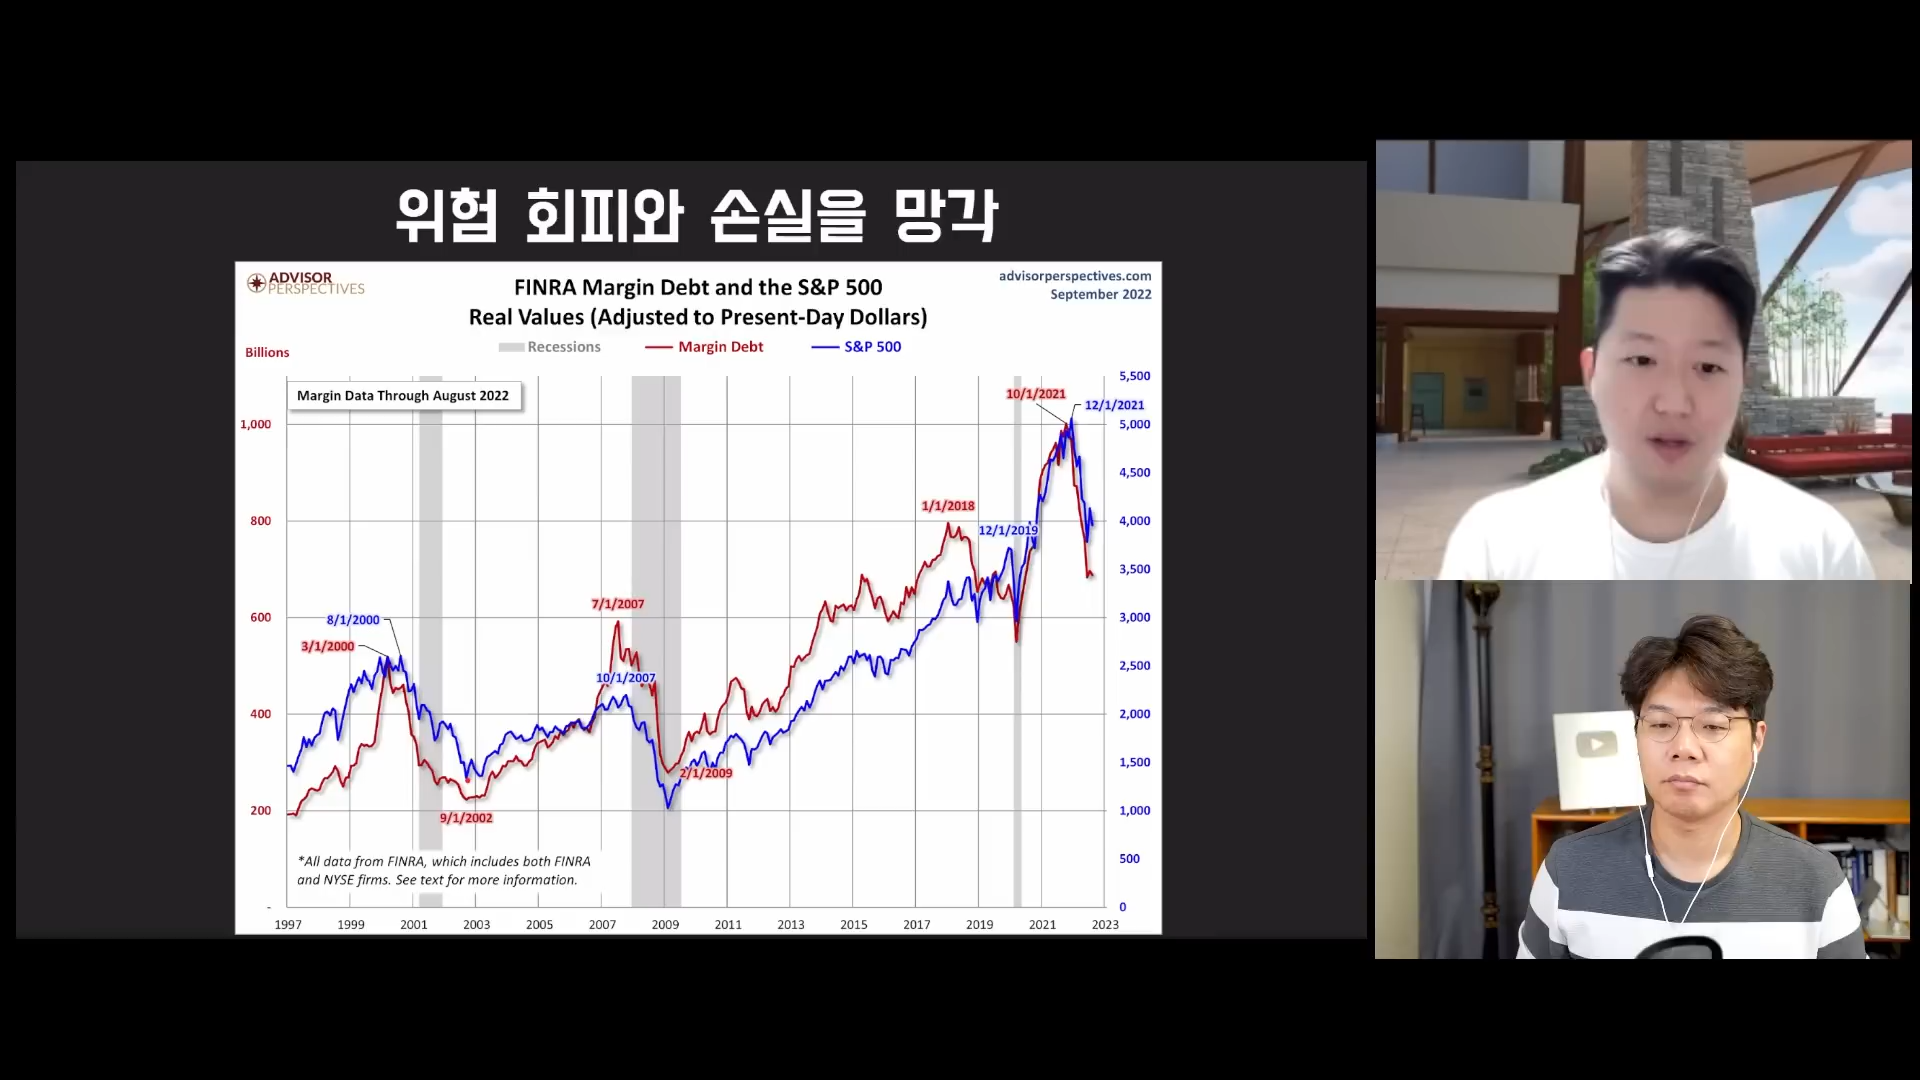 위험 회피와 손실을 망각
ADVISOR
PERSPECTIVES
FINRA Margin Debt and the S&P 500
Real Values (Adjusted to Present-Day Dollars)
advisorperspectives.com
September 2022
Recessions
Margin Debt
S&P 500
Billions
Margin Data Through August 2022
1,000
800
600
400
200
-
5,500
5,000
4,500
4,000
3,500
3,000
2,500
2,000
1,500
1,000
500
0
10/1/2021
12/1/2021
1/1/2018
12/1/2019
7/1/2007
8/1/2000
3/1/2000
10/1/2007
2/1/2009
9/1/2002
*All data from FINRA, which includes both FINRA
and NYSE firms. See text for more information.
1997 1999 2001 2003 2005 2007 2009 2011 2013 2015 2017 2019 2021 2023